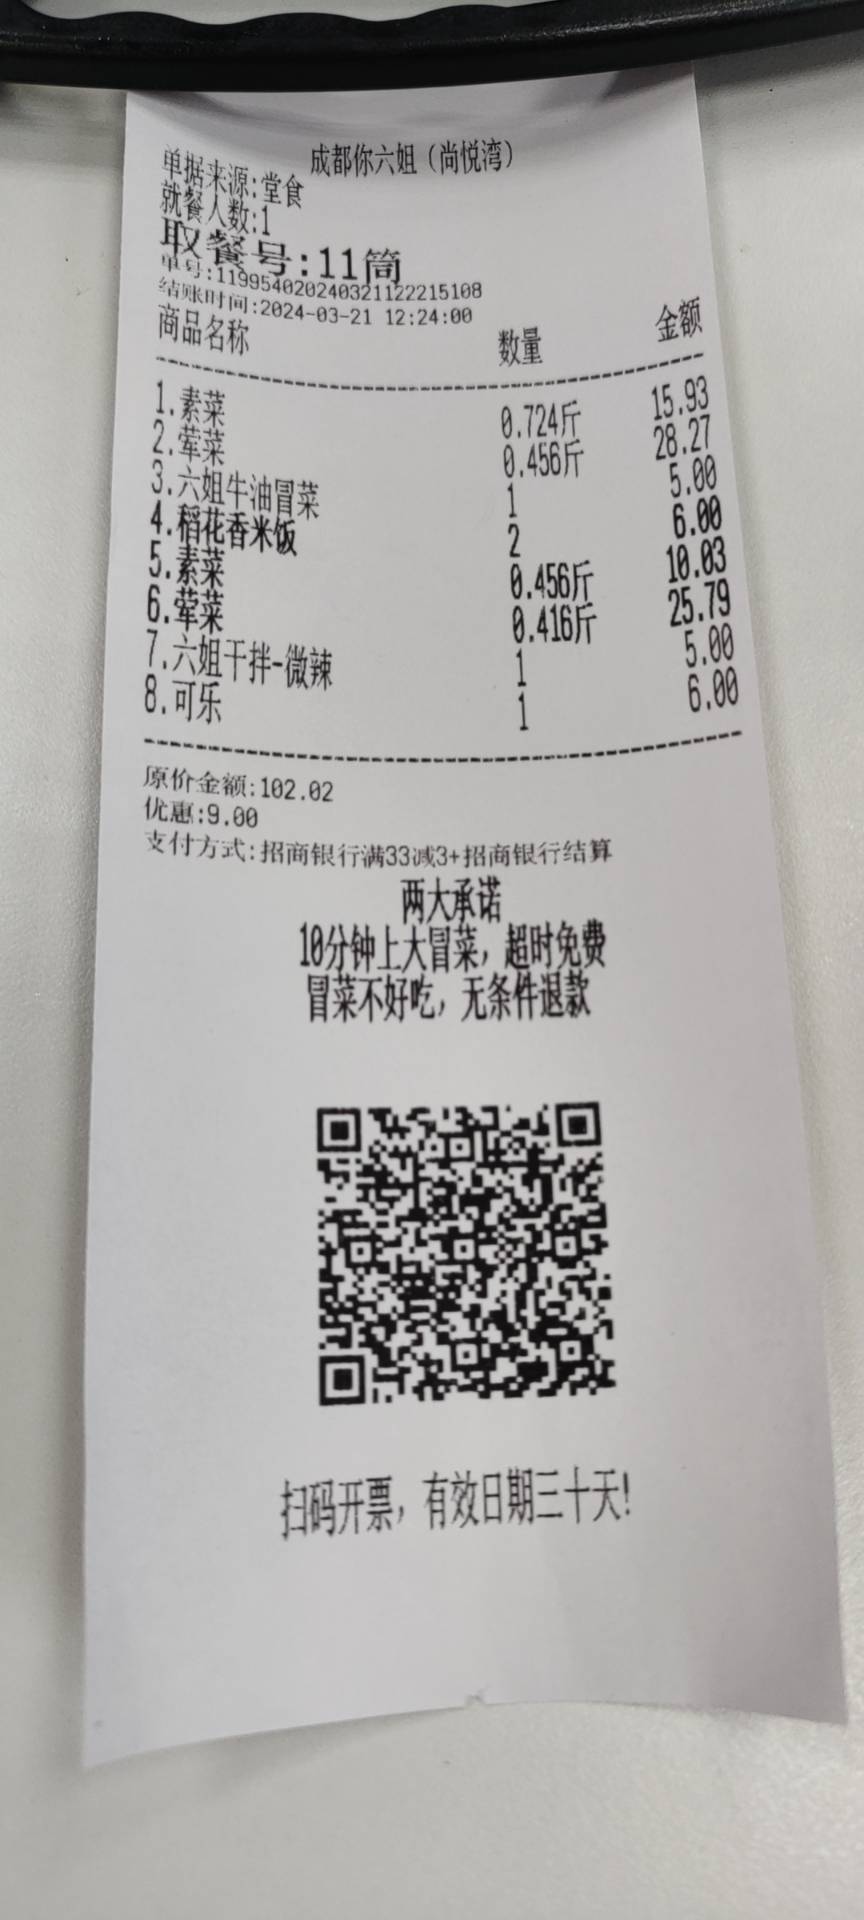 成都你六姐（尚悦湾）
单据来源:堂食
就餐人数:1
取餐号:11筒
单号:119954020240321122215108
结账时间:2024-03-21 12:24:00
商品名称 数量 金额
1.素菜 0.724斤 15.93
2.荤菜 0.456斤 28.27
3.六姐牛油冒菜 1 5.00
4.稻花香米饭 2 6.00
5.素菜 0.456斤 10.03
6.荤菜 0.416斤 25.79
7.六姐干拌-微辣 1 5.00
8.可乐 1 6.00
原价金额:102.02
优惠:9.00
支付方式:招商银行满33减3+招商银行结算
两大承诺
10分钟上大冒菜，超时免费
冒菜不好吃，无条件退款
扫码开票，有效日期三十天!